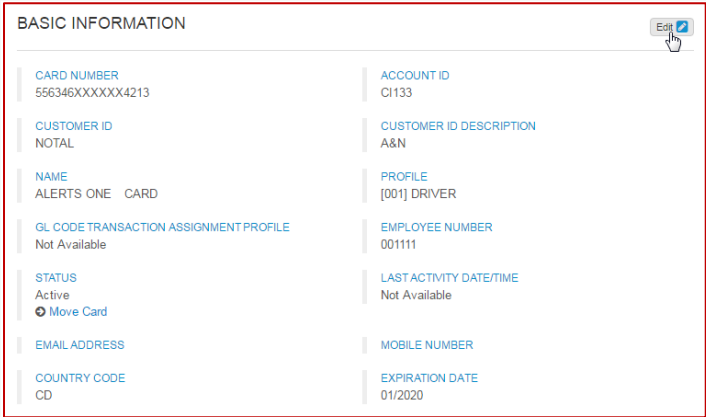 BASIC INFORMATION
Edit
CARD NUMBER
556346XXXXXX4213
ACCOUNT ID
CI133
CUSTOMER ID
NOTAL
CUSTOMER ID DESCRIPTION
A&N
NAME
ALERTS ONE CARD
PROFILE
[001] DRIVER
GL CODE TRANSACTION ASSIGNMENT PROFILE
Not Available
EMPLOYEE NUMBER
001111
STATUS
Active
Move Card
LAST ACTIVITY DATE/TIME
Not Available
EMAIL ADDRESS
MOBILE NUMBER
COUNTRY CODE
CD
EXPIRATION DATE
01/2020